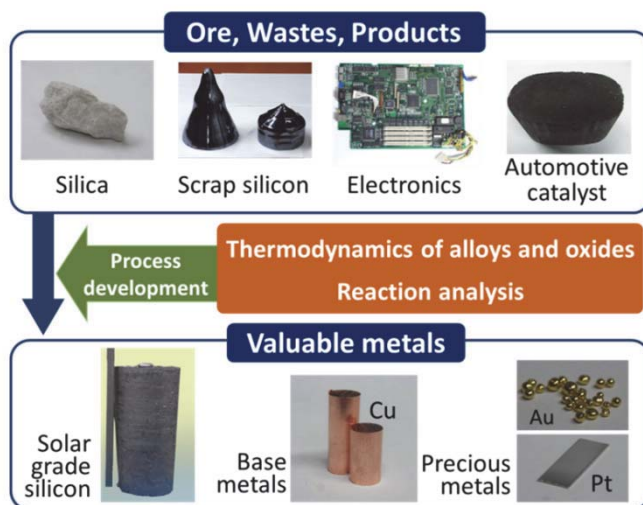 Ore, Wastes, Products
Silica
Scrap silicon
Electronics
Automotive
catalyst
Process
development
Thermodynamics of alloys and oxides
Reaction analysis
Valuable metals
Solar
grade
silicon
Cu
Base
metals
Au
Precious
metals
Pt